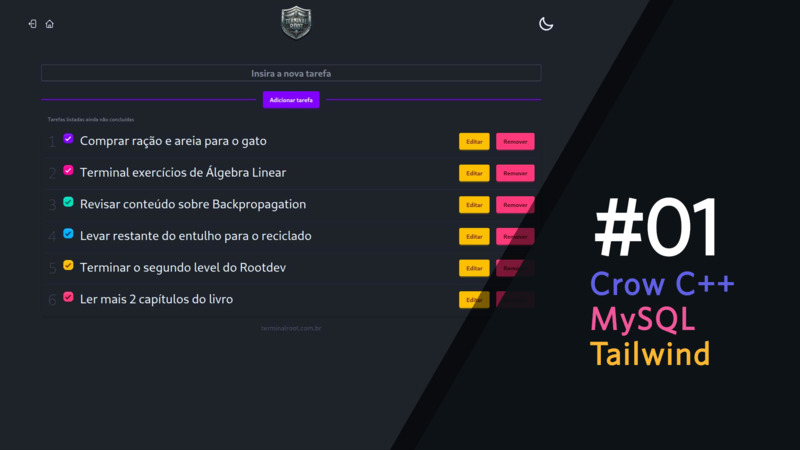 TERMINAL
ROOT
Insira a nova tarefa
Adicionar tarefa
Tarefas listadas ainda não concluídas
1 Comprar ração e areia para o gato Editar Remover
2 Terminal exercícios de Álgebra Linear Editar Remover
3 Revisar conteúdo sobre Backpropagation Editar Remover
4 Levar restante do entulho para o reciclado Editar Remover
5 Terminar o segundo level do Rootdev Editar Remover
6 Ler mais 2 capítulos do livro Editar
terminalroot.com.br
#01
Crow C++
MySQL
Tailwind